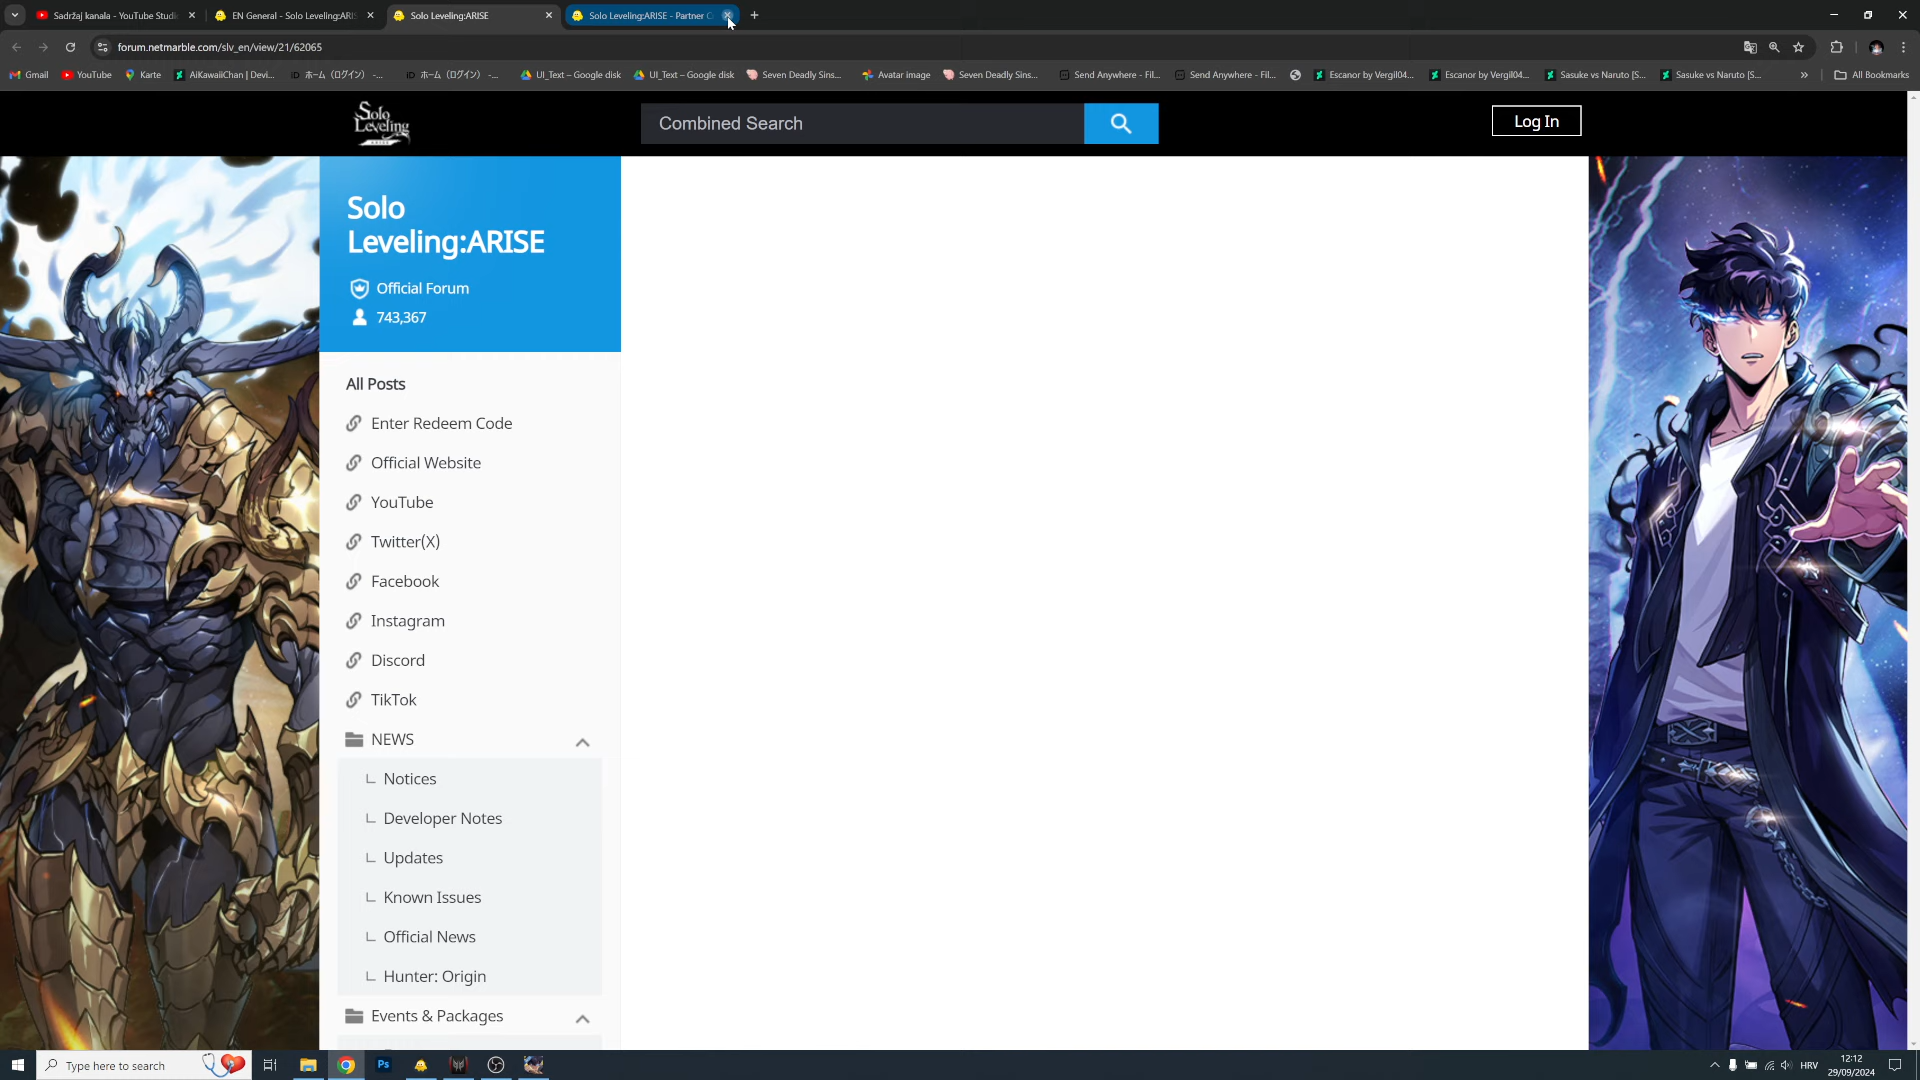 Sadržaj kanala - YouTube Studi
EN General - Solo Leveling:ARIS
Solo Leveling:ARISE
Solo Leveling:ARISE - Partner C
forum.netmarble.com/slv_en/view/21/62065
Gmail
YouTube
Karte
AiKawaiiChan | Devi...
ホーム（ログイン） -...
ホーム（ログイン） -...
UI_Text – Google disk
UI_Text – Google disk
Seven Deadly Sins...
Avatar image
Seven Deadly Sins...
Send Anywhere - Fil...
Send Anywhere - Fil...
Escanor by Vergil04...
Escanor by Vergil04...
Sasuke vs Naruto [S...
Sasuke vs Naruto [S...
All Bookmarks
Solo Leveling
ARISE
Combined Search
Log In
Solo
Leveling:ARISE
Official Forum
743,367
All Posts
Enter Redeem Code
Official Website
YouTube
Twitter(X)
Facebook
Instagram
Discord
TikTok
NEWS
Notices
Developer Notes
Updates
Known Issues
Official News
Hunter: Origin
Events & Packages
Type here to search
Ps
HRV
12:12
29/09/2024